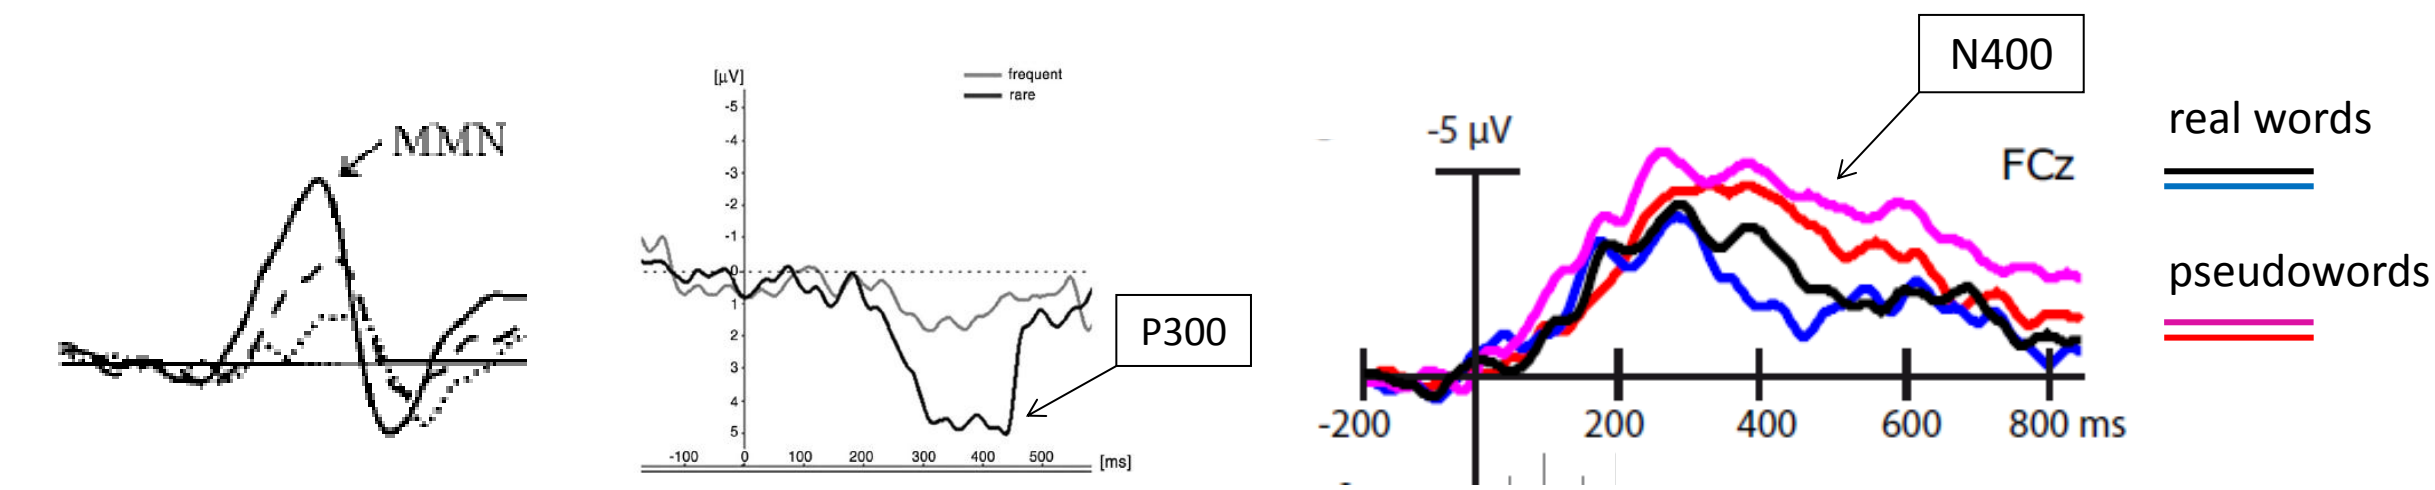 MMN
[μV]
frequent
rare
-5
-4
-3
-2
-1
0
1
2
3
4
5
-100 0 100 200 300 400 500 [ms]
P300
N400
-5 μV
FCz
-200 200 400 600 800 ms
real words
pseudowords